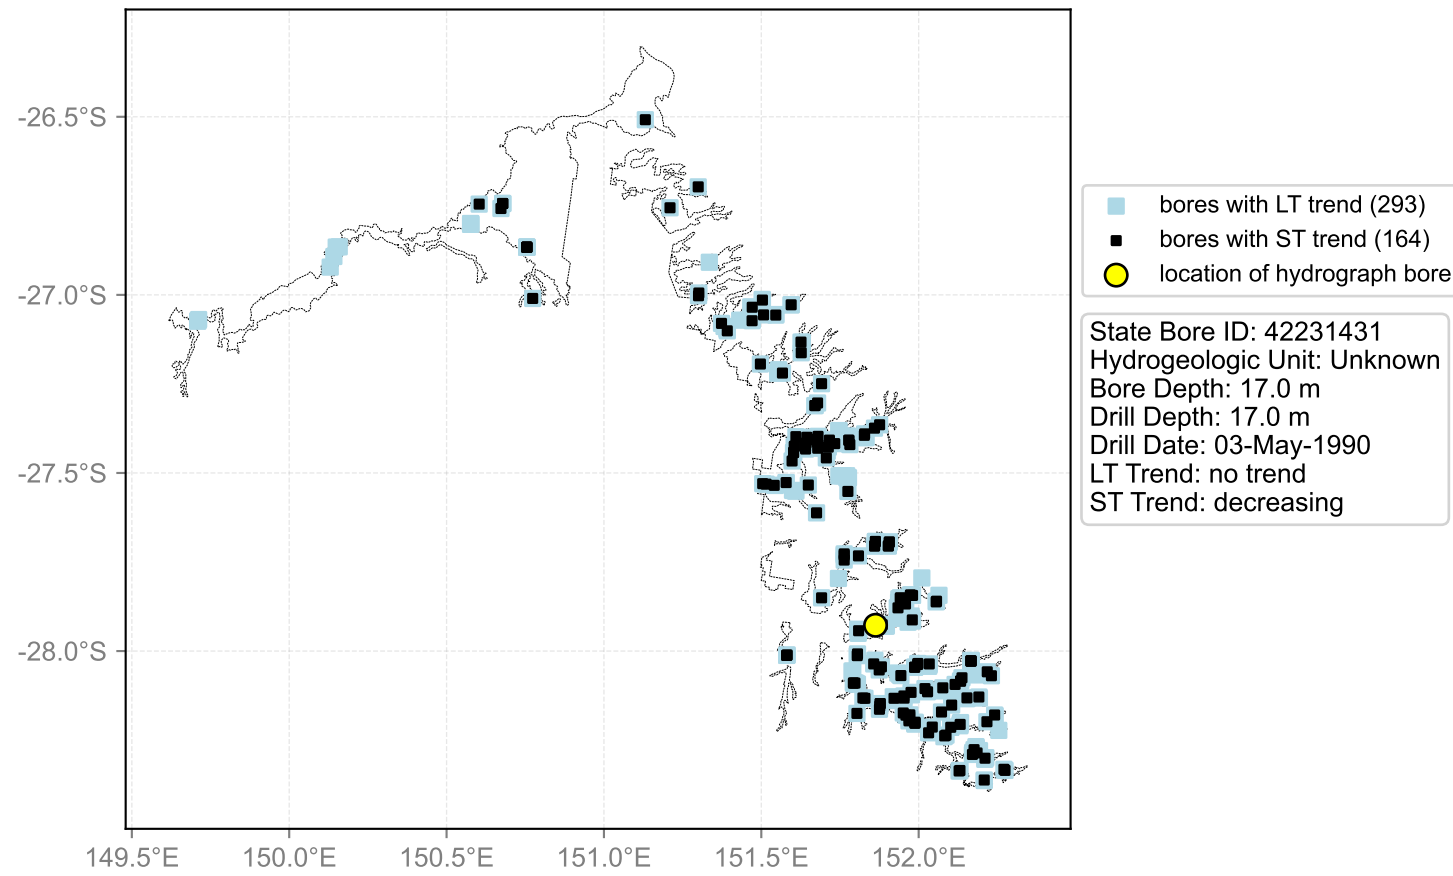 -26.5°S
-27.0°S
-27.5°S
-28.0°S
149.5°E
150.0°E
150.5°E
151.0°E
151.5°E
152.0°E
bores with LT trend (293)
bores with ST trend (164)
location of hydrograph bore
State Bore ID: 42231431
Hydrogeologic Unit: Unknown
Bore Depth: 17.0 m
Drill Depth: 17.0 m
Drill Date: 03-May-1990
LT Trend: no trend
ST Trend: decreasing